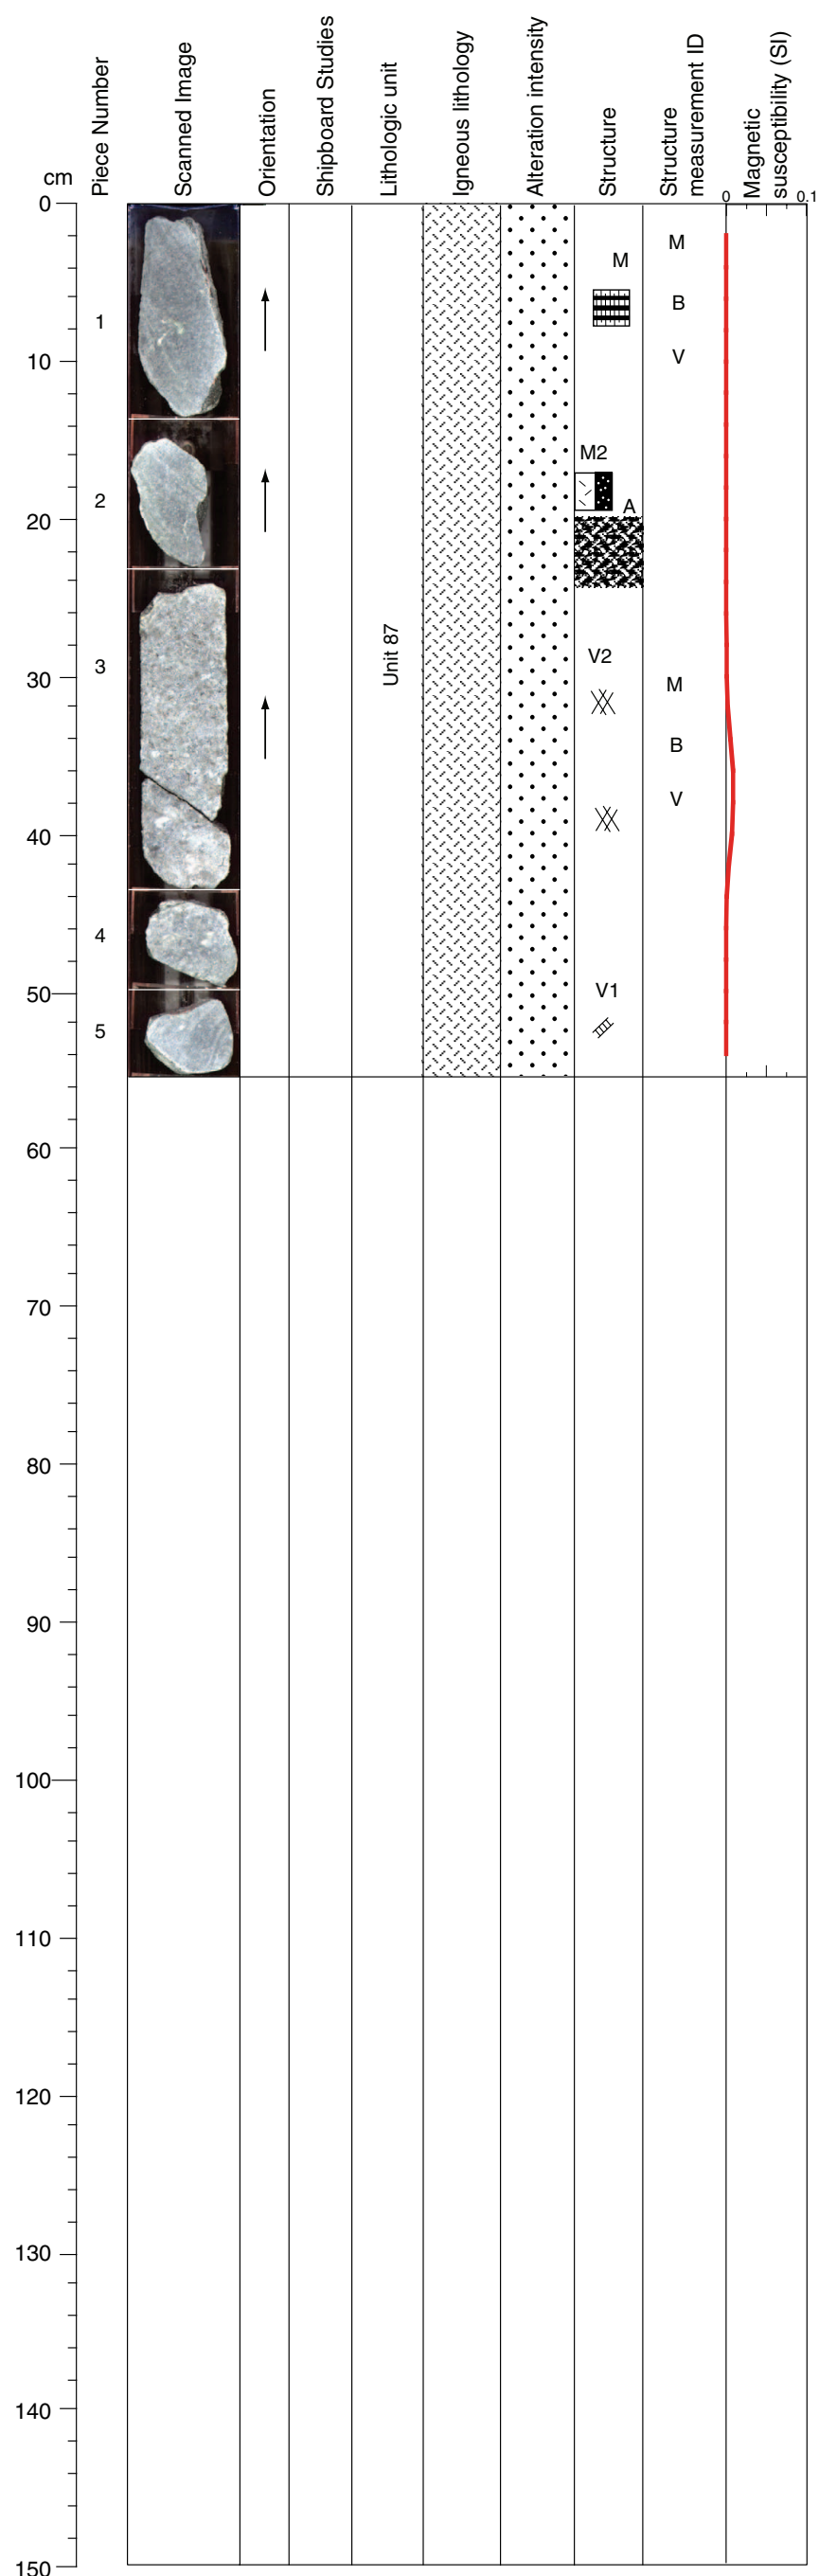 cm
Piece Number
Scanned Image
Orientation
Shipboard Studies
Lithologic unit
Igneous lithology
Alteration intensity
Structure
Structure
measurement ID
Magnetic
susceptibility (SI)
0
0.1
0
10
20
30
40
50
60
70
80
90
100
110
120
130
140
150
1
2
3
4
5
Unit 87
M
M2
A
V2
V1
M
B
V
M
B
V